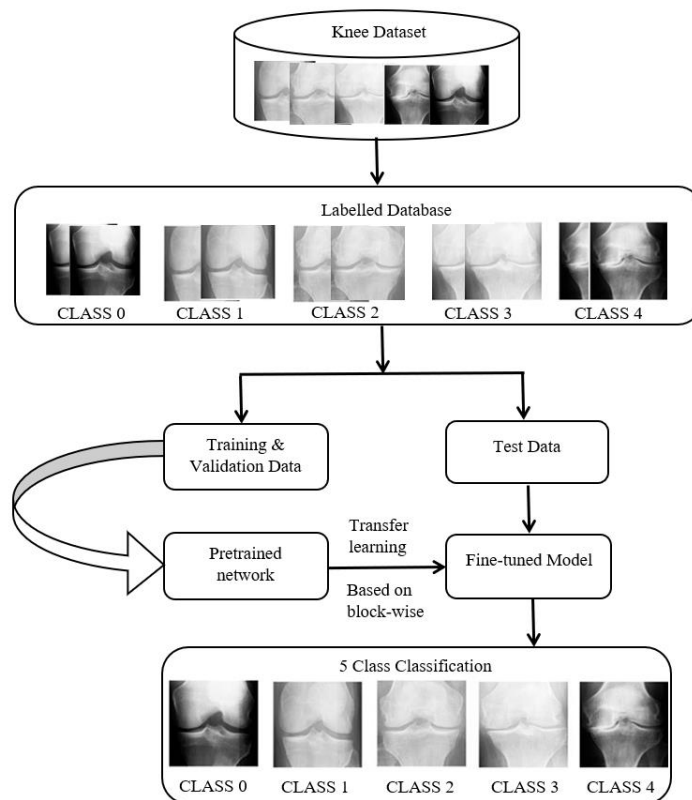 Knee Dataset
Labelled Database
CLASS 0 CLASS 1 CLASS 2 CLASS 3 CLASS 4
Training &
Validation Data
Test Data
Pretrained
network
Transfer
learning
Based on
block-wise
Fine-tuned Model
5 Class Classification
CLASS 0 CLASS 1 CLASS 2 CLASS 3 CLASS 4